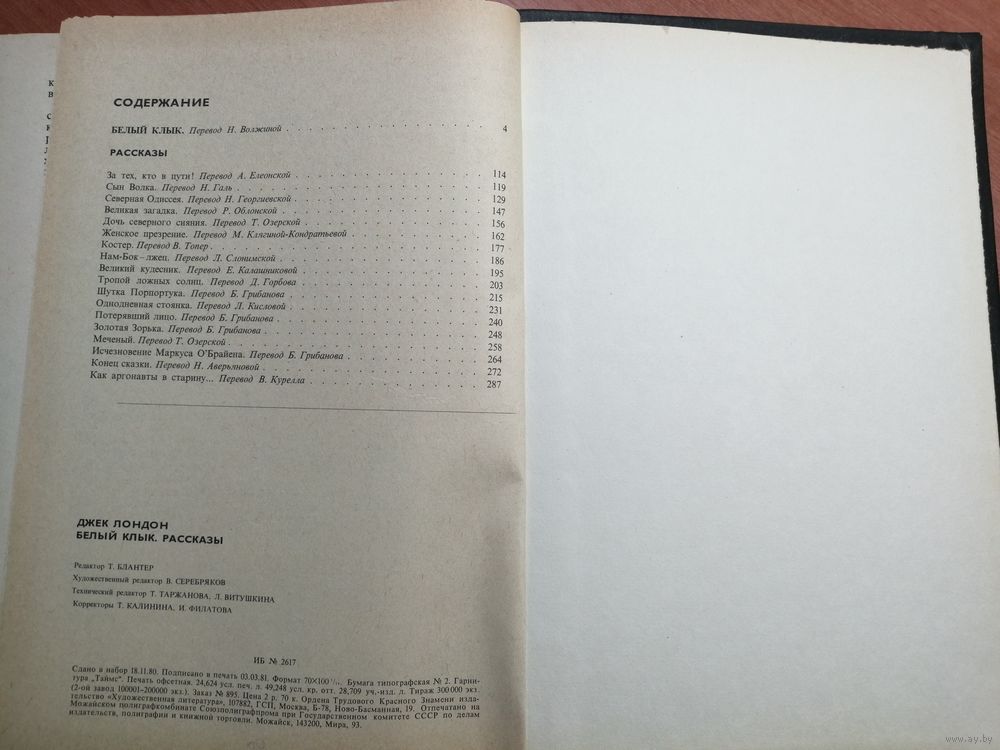 СОДЕРЖАНИЕ
БЕЛЫЙ КЛЫК. Перевод Н. Волжиной . . . . . . . . . . . . . . . . . 4
РАССКАЗЫ
За тех, кто в пути! Перевод А. Елеонской . . . . . . . . . . . . . . . . 114
Сын Волка. Перевод Н. Галь . . . . . . . . . . . . . . . . . . . . 119
Северная Одиссея. Перевод Н. Георгиевской . . . . . . . . . . . . . . . . 129
Великая загадка. Перевод Р. Облонской . . . . . . . . . . . . . . . . . 147
Дочь северного сияния. Перевод Т. Озерской . . . . . . . . . . . . . . . 156
Женское презрение. Перевод М. Клягиной-Кондратьевой . . . . . . . . . . . . 162
Костер. Перевод В. Топер . . . . . . . . . . . . . . . . . . . . . 177
Нам-Бок – лжец. Перевод Л. Слонимской . . . . . . . . . . . . . . . . . 186
Великий кудесник. Перевод Е. Калашниковой . . . . . . . . . . . . . . . . 195
Тропой ложных солнц. Перевод Д. Горбова . . . . . . . . . . . . . . . . 203
Шутка Порпортука. Перевод Б. Грибанова . . . . . . . . . . . . . . . . . 215
Однодневная стоянка. Перевод Л. Кисловой . . . . . . . . . . . . . . . . 231
Потерявший лицо. Перевод Б. Грибанова . . . . . . . . . . . . . . . . . 240
Золотая Зорька. Перевод Б. Грибанова . . . . . . . . . . . . . . . . . 248
Меченый. Перевод Т. Озерской . . . . . . . . . . . . . . . . . . . . 258
Исчезновение Маркуса О'Брайена. Перевод Б. Грибанова . . . . . . . . . . . . 264
Конец сказки. Перевод Н. Аверьяновой . . . . . . . . . . . . . . . . . 272
Как аргонавты в старину... Перевод В. Курелла . . . . . . . . . . . . . . 287
ДЖЕК ЛОНДОН
БЕЛЫЙ КЛЫК. РАССКАЗЫ
Редактор Т. БЛАНТЕР
Художественный редактор В. СЕРЕБРЯКОВ
Технический редактор Т. ТАРЖАНОВА, Л. ВИТУШКИНА
Корректоры Т. КАЛИНИНА, И. ФИЛАТОВА
ИБ № 2617
Сдано в набор 18.11.80. Подписано в печать 03.03.81. Формат 70×100 Бумага типографская № 2. Гарни-
тура „Таймс". Печать офсетная. 24,624 усл. печ. л. 49,248 усл. кр. отт. 28,709 уч.-изд. л. Тираж 300 000 экз.
(2-ой завод 100001–200000 экз.). Заказ № 895. Цена 2 р. 70 к. Ордена Трудового Красного Знамени изда-
тельство «Художественная литература», 107882, ГСП, Москва, Б-78, Ново-Басманная, 19. Отпечатано на
Можайском полиграфкомбинате Союзполиграфпрома при Государственном комитете СССР по делам
издательств, полиграфии и книжной торговли. Можайск, 143200, Мира, 93.
www.ay.by